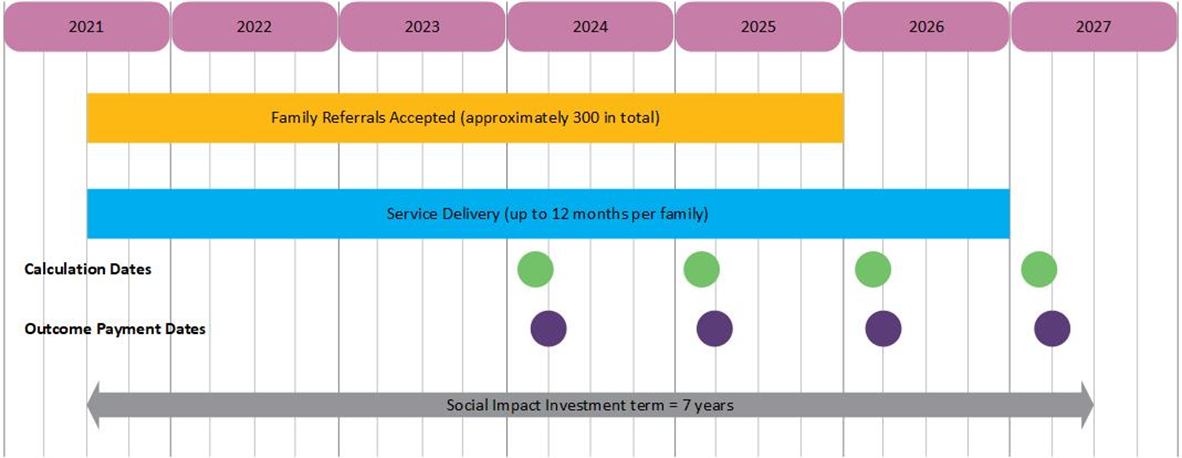 2021
2022
2023
2024
2025
2026
2027
Family Referrals Accepted (approximately 300 in total)
Service Delivery (up to 12 months per family)
Calculation Dates
Outcome Payment Dates
Social Impact Investment term = 7 years